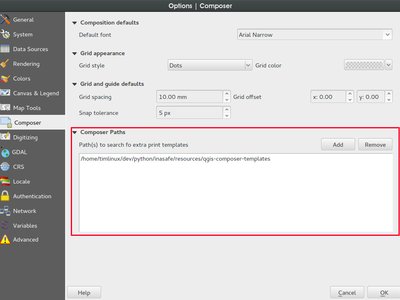 Options | Composer
General
System
Data Sources
Rendering
Colors
Canvas & Legend
Map Tools
Composer
Digitizing
GDAL
CRS
Locale
Authentication
Network
Variables
Advanced
Composition defaults
Default font Arial Narrow
Grid appearance
Grid style Dots Grid color
Grid and guide defaults
Grid spacing 10.00 mm Grid offset x: 0.00 y: 0.00
Snap tolerance 5 px
Composer Paths
Path(s) to search fo extra print templates Add Remove
/home/timlinux/dev/python/inasafe/resources/qgis-composer-templates
Help Cancel OK